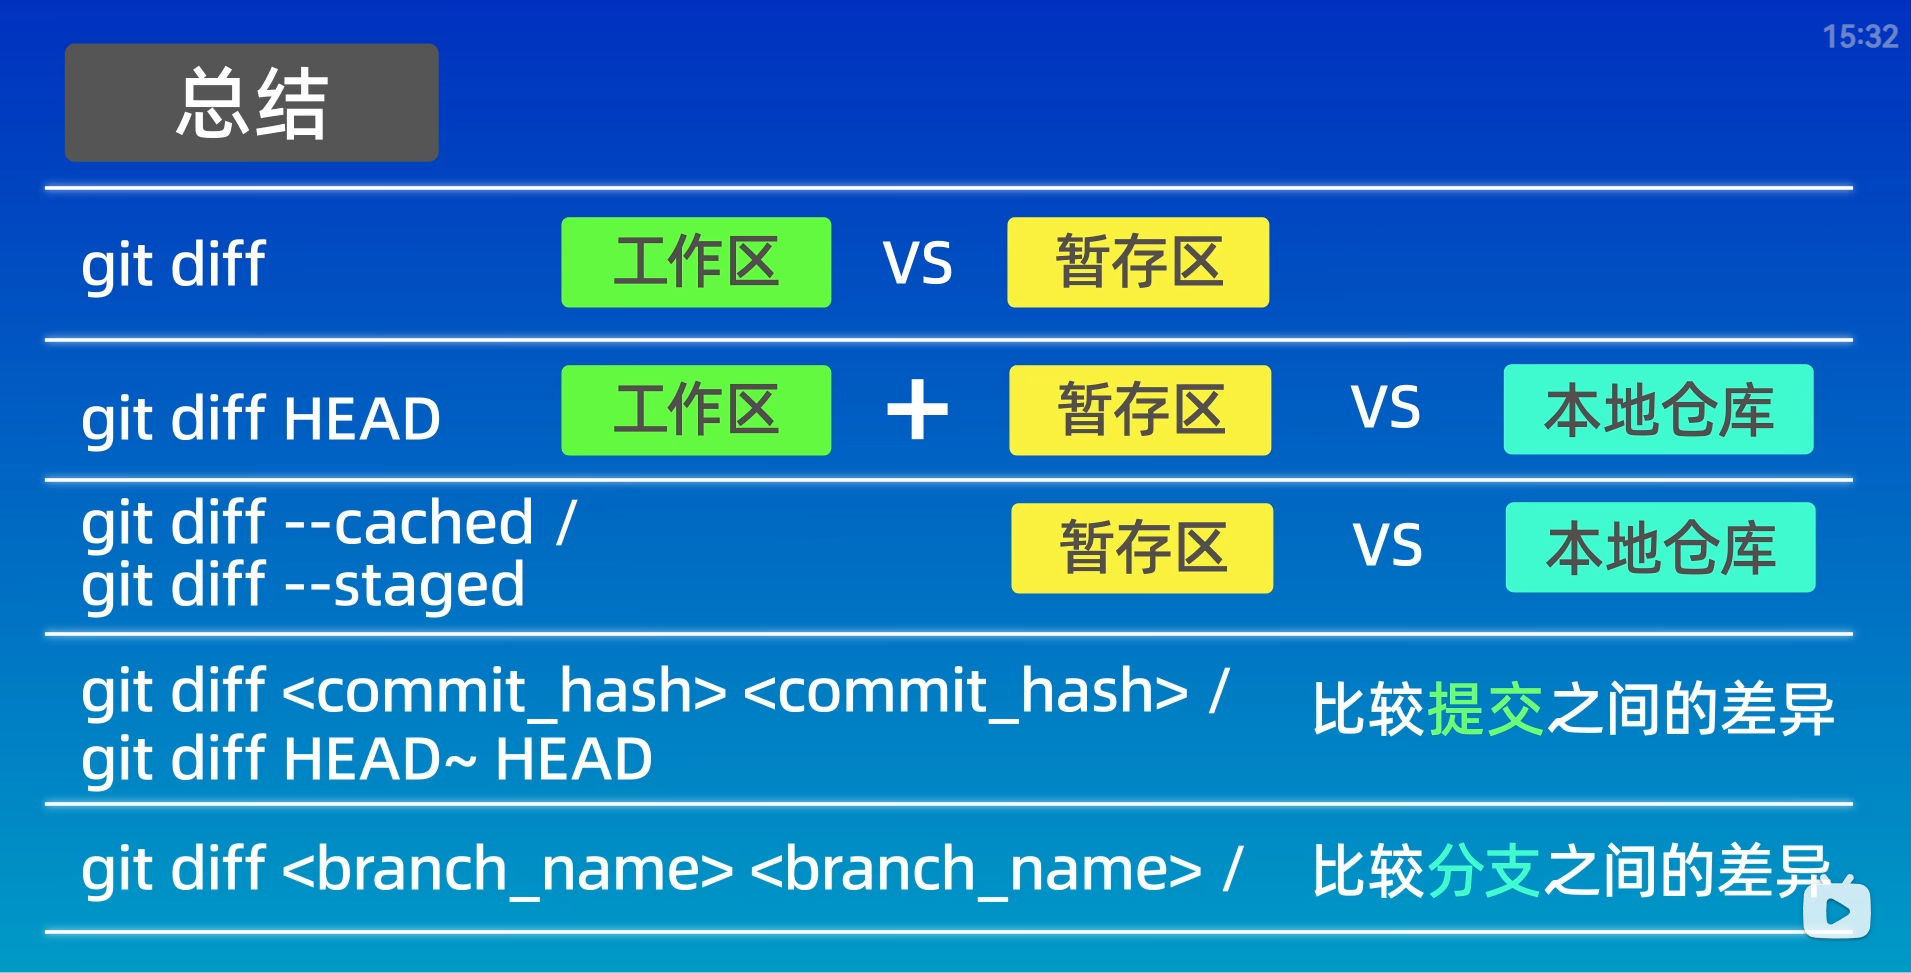 15:32
总结
git diff 工作区 VS 暂存区
git diff HEAD 工作区 + 暂存区 VS 本地仓库
git diff --cached /
git diff --staged
暂存区 VS 本地仓库
git diff <commit_hash> <commit_hash> /
git diff HEAD~ HEAD
比较提交之间的差异
git diff <branch_name> <branch_name> / 比较分支之间的差异